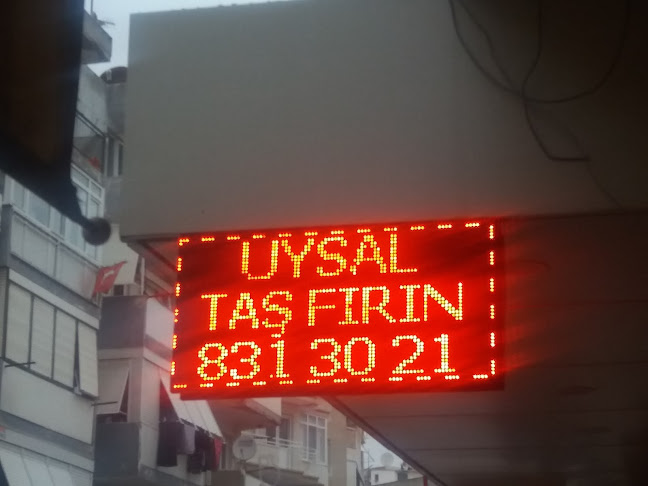 UYSAL
TAŞ FIRIN
831 30 21